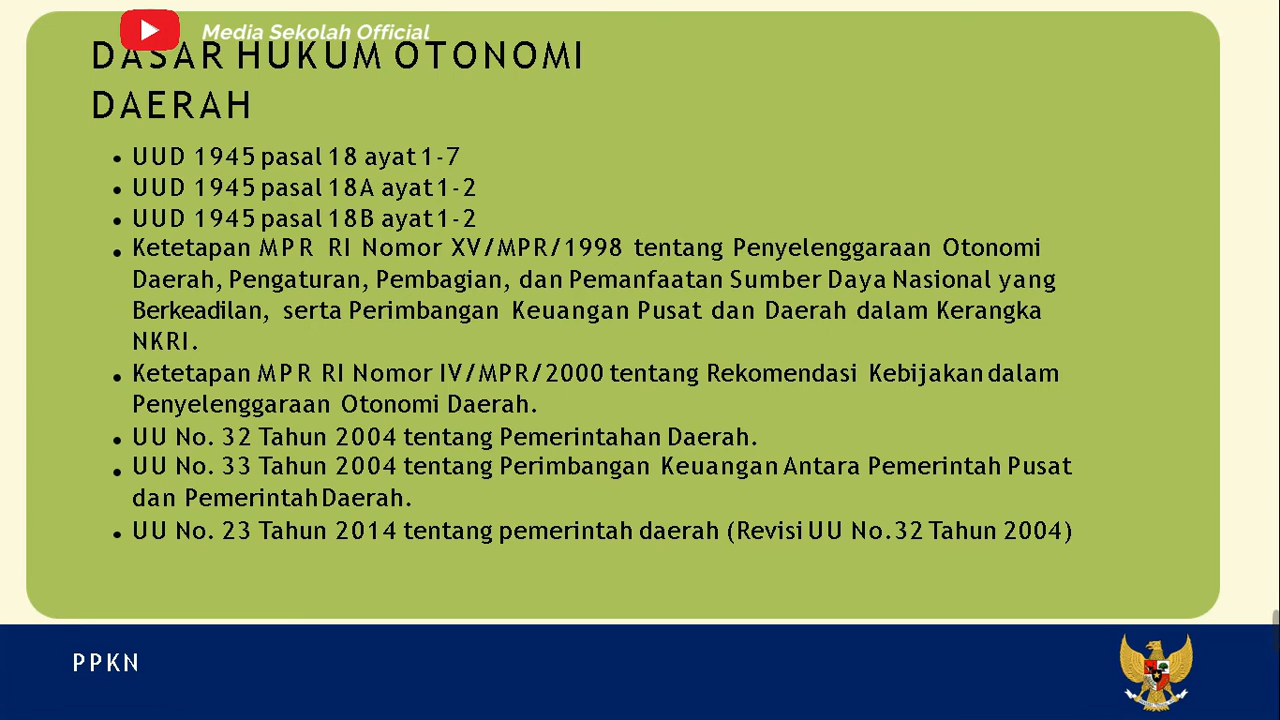 Media Sekolah Official
DASAR HUKUM OTONOMI
DAERAH
• UUD 1945 pasal 18 ayat 1-7
• UUD 1945 pasal 18A ayat 1-2
• UUD 1945 pasal 18B ayat 1-2
• Ketetapan MPR RI Nomor XV/MPR/1998 tentang Penyelenggaraan Otonomi
Daerah, Pengaturan, Pembagian, dan Pemanfaatan Sumber Daya Nasional yang
Berkeadilan, serta Perimbangan Keuangan Pusat dan Daerah dalam Kerangka
NKRI.
• Ketetapan MPR RI Nomor IV/MPR/2000 tentang Rekomendasi Kebijakan dalam
Penyelenggaraan Otonomi Daerah.
• UU No. 32 Tahun 2004 tentang Pemerintahan Daerah.
• UU No. 33 Tahun 2004 tentang Perimbangan Keuangan Antara Pemerintah Pusat
dan Pemerintah Daerah.
• UU No. 23 Tahun 2014 tentang pemerintah daerah (Revisi UU No.32 Tahun 2004)
PPKN